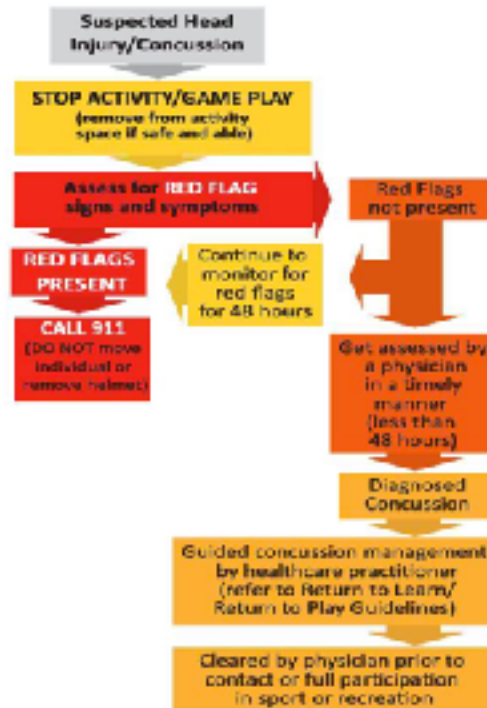 Suspected Head
Injury/Concussion
STOP ACTIVITY/GAME PLAY
(remove from activity
space if safe and able)
Assess for RED FLAG
signs and symptoms
Red Flags
not present
RED FLAGS
PRESENT
Continue to
monitor for
red flags
for 48 hours
CALL 911
(DO NOT move
individual or
remove helmet)
Get assessed by
a physician
in a timely
manner
(less than
48 hours)
Diagnosed
Concussion
Guided concussion management
by healthcare practitioner
(refer to Return to Learn/
Return to Play Guidelines)
Cleared by physician prior to
contact or full participation
in sport or recreation